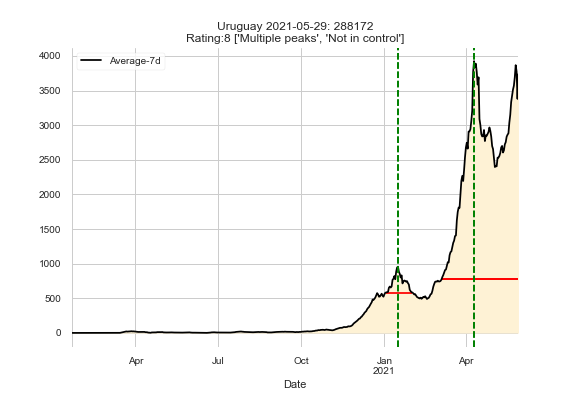 Uruguay 2021-05-29: 288172
Rating:8 ['Multiple peaks', 'Not in control']
Average-7d
4000
3500
3000
2500
2000
1500
1000
500
0
Apr Jul Oct Jan Apr
2021
Date